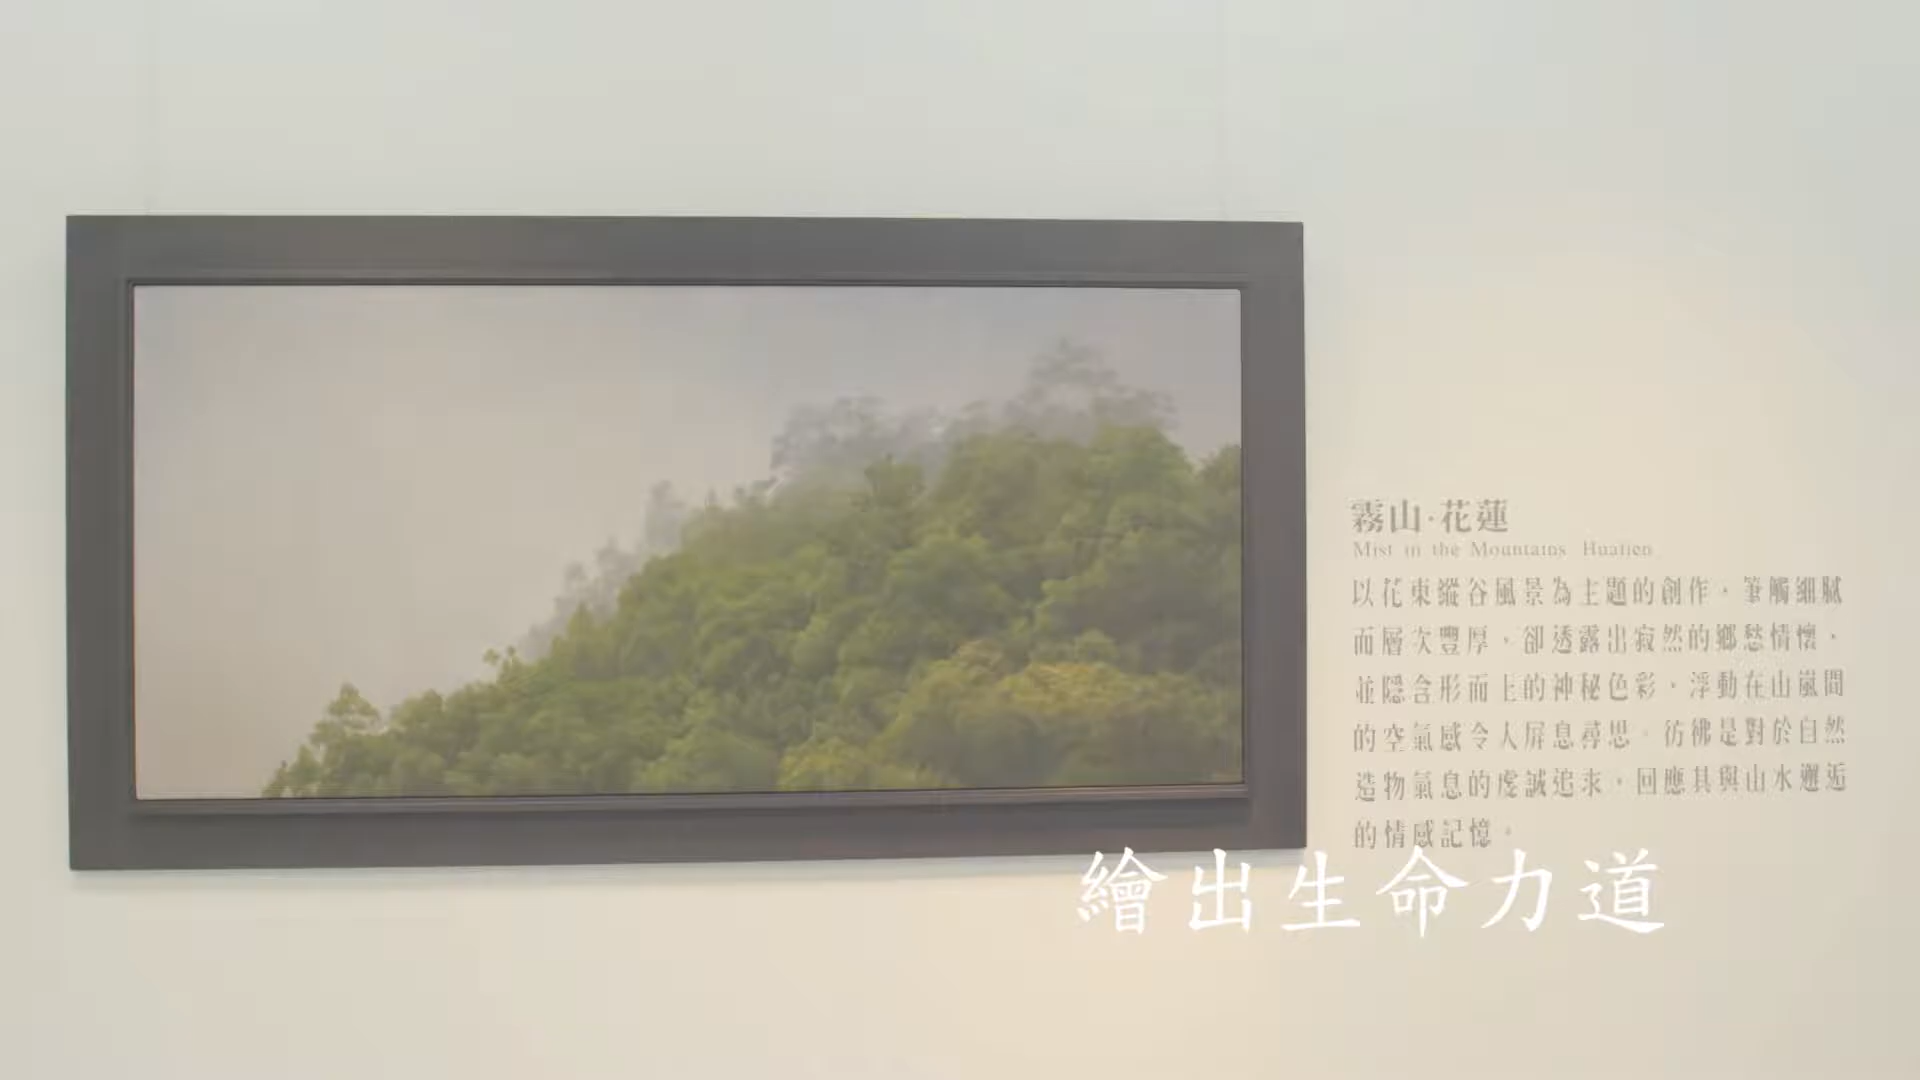 霧山·花蓮
Mist in the Mountains Hualien
以花東縱谷風景為主題的創作，筆觸細膩
而層次豐厚，卻透露出寂然的鄉愁情懷，
並隱含形而上的神秘色彩，浮動在山嵐間
的空氣感令人屏息尋思。彷彿是對於自然
造物氣息的虔誠追求，回應其與山水邂逅
的情感記憶。
繪出生命力道